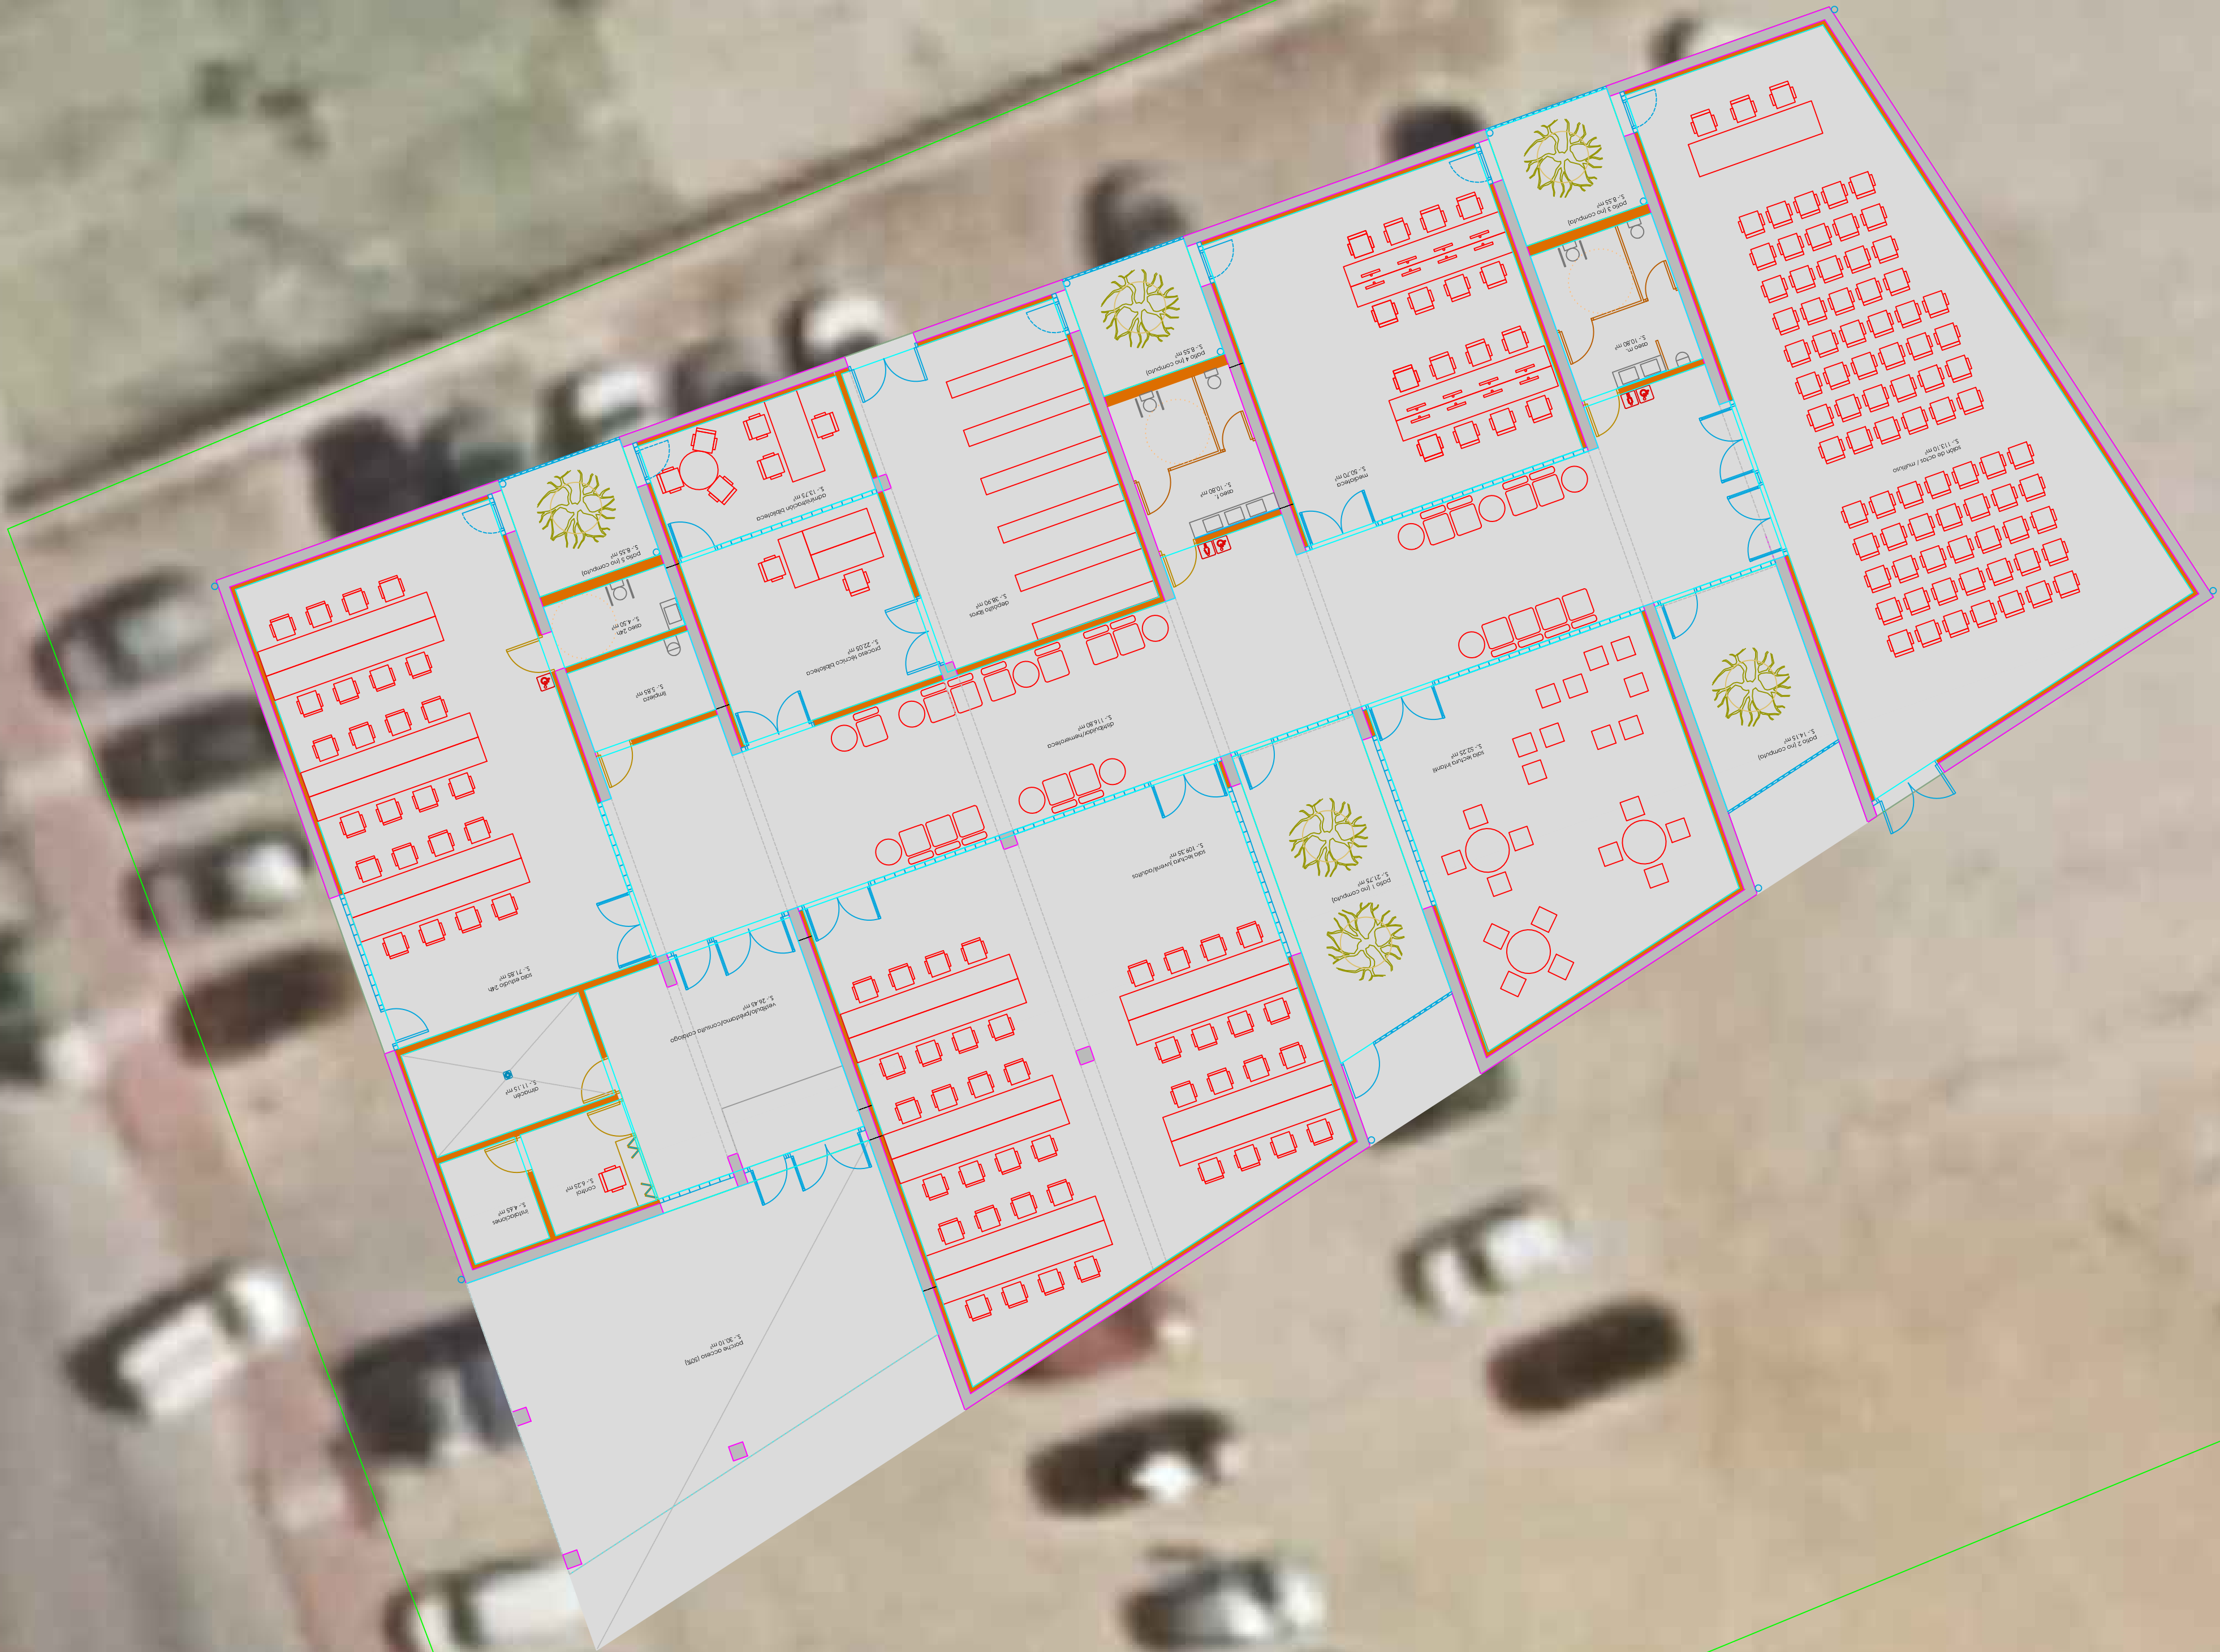 patio 3 [no computa]
S.- 8.55 m²
aseo m.
S.- 10.80 m²
salón de actos / multiuso
S.- 113.10 m²
patio 4 [no computa]
S.- 8.55 m²
aseo f.
S.- 10.80 m²
mediateca
S.- 50.70 m²
administración biblioteca
S.- 13.73 m²
patio 5 [no computa]
S.- 8.55 m²
aseo 24h
S.- 4.50 m²
limpieza
S.- 5.85 m²
proceso técnico biblioteca
S.- 22.05 m²
depósito libros
S.- 38.90 m²
distribuidor/hemeroteca
S.- 116.80 m²
sala lectura infantil
S.- 52.25 m²
patio 2 [no computa]
S.- 14.15 m²
sala lectura juvenil/adultos
S.- 109.35 m²
patio 1 [no computa]
S.- 21.75 m²
sala estudio 24h
S.- 71.85 m²
vestíbulo/préstamo/consulta catálogo
S.- 26.45 m²
almacén
S.- 11.15 m²
control
S.- 6.25 m²
instalaciones
S.- 4.65 m²
porche acceso [50%]
S.- 30.10 m²